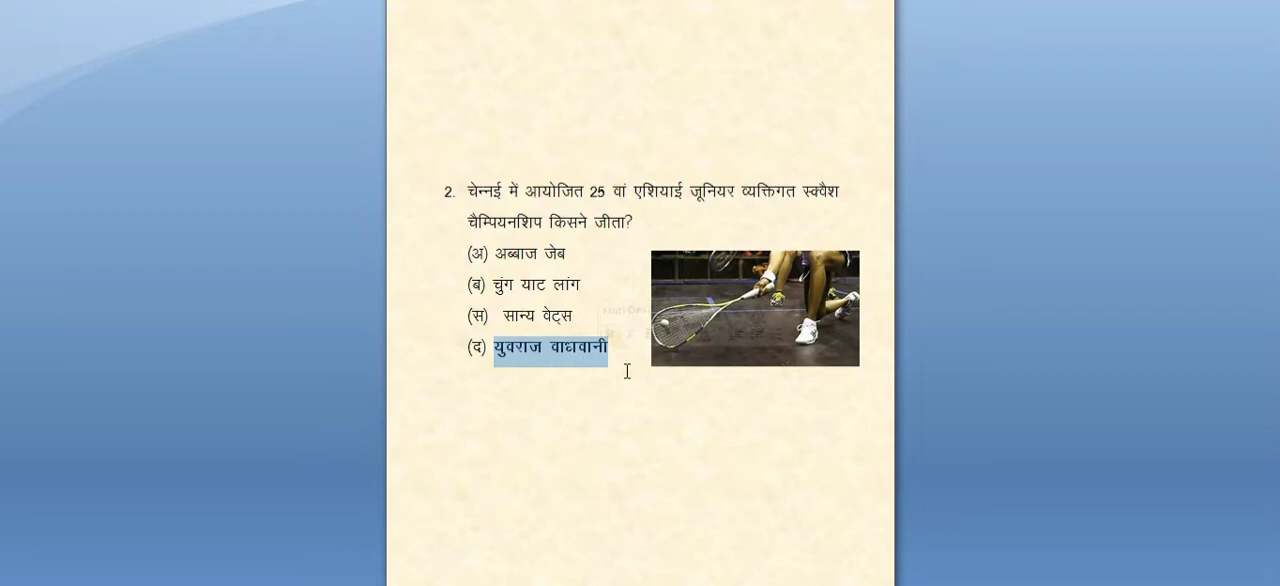 2. चेन्नई में आयोजित 25 वां एशियाई जूनियर व्यक्तिगत स्क्वैश
चैम्पियनशिप किसने जीता?
(अ) अब्बाज जेब
(ब) चुंग याट लांग
(स) सान्य वेट्स
(द) युवराज वाधवानी